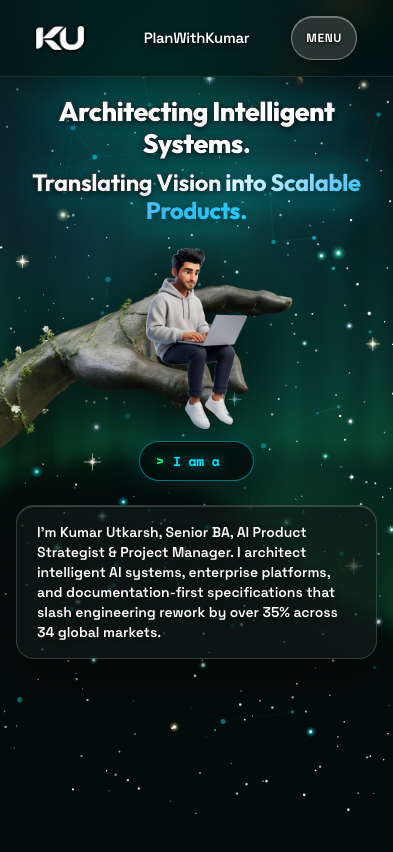 KU
PlanWithKumar
MENU
Architecting Intelligent
Systems.
Translating Vision into Scalable
Products.
> I am a
I'm Kumar Utkarsh, Senior BA, AI Product
Strategist & Project Manager. I architect
intelligent AI systems, enterprise platforms,
and documentation-first specifications that
slash engineering rework by over 35% across
34 global markets.